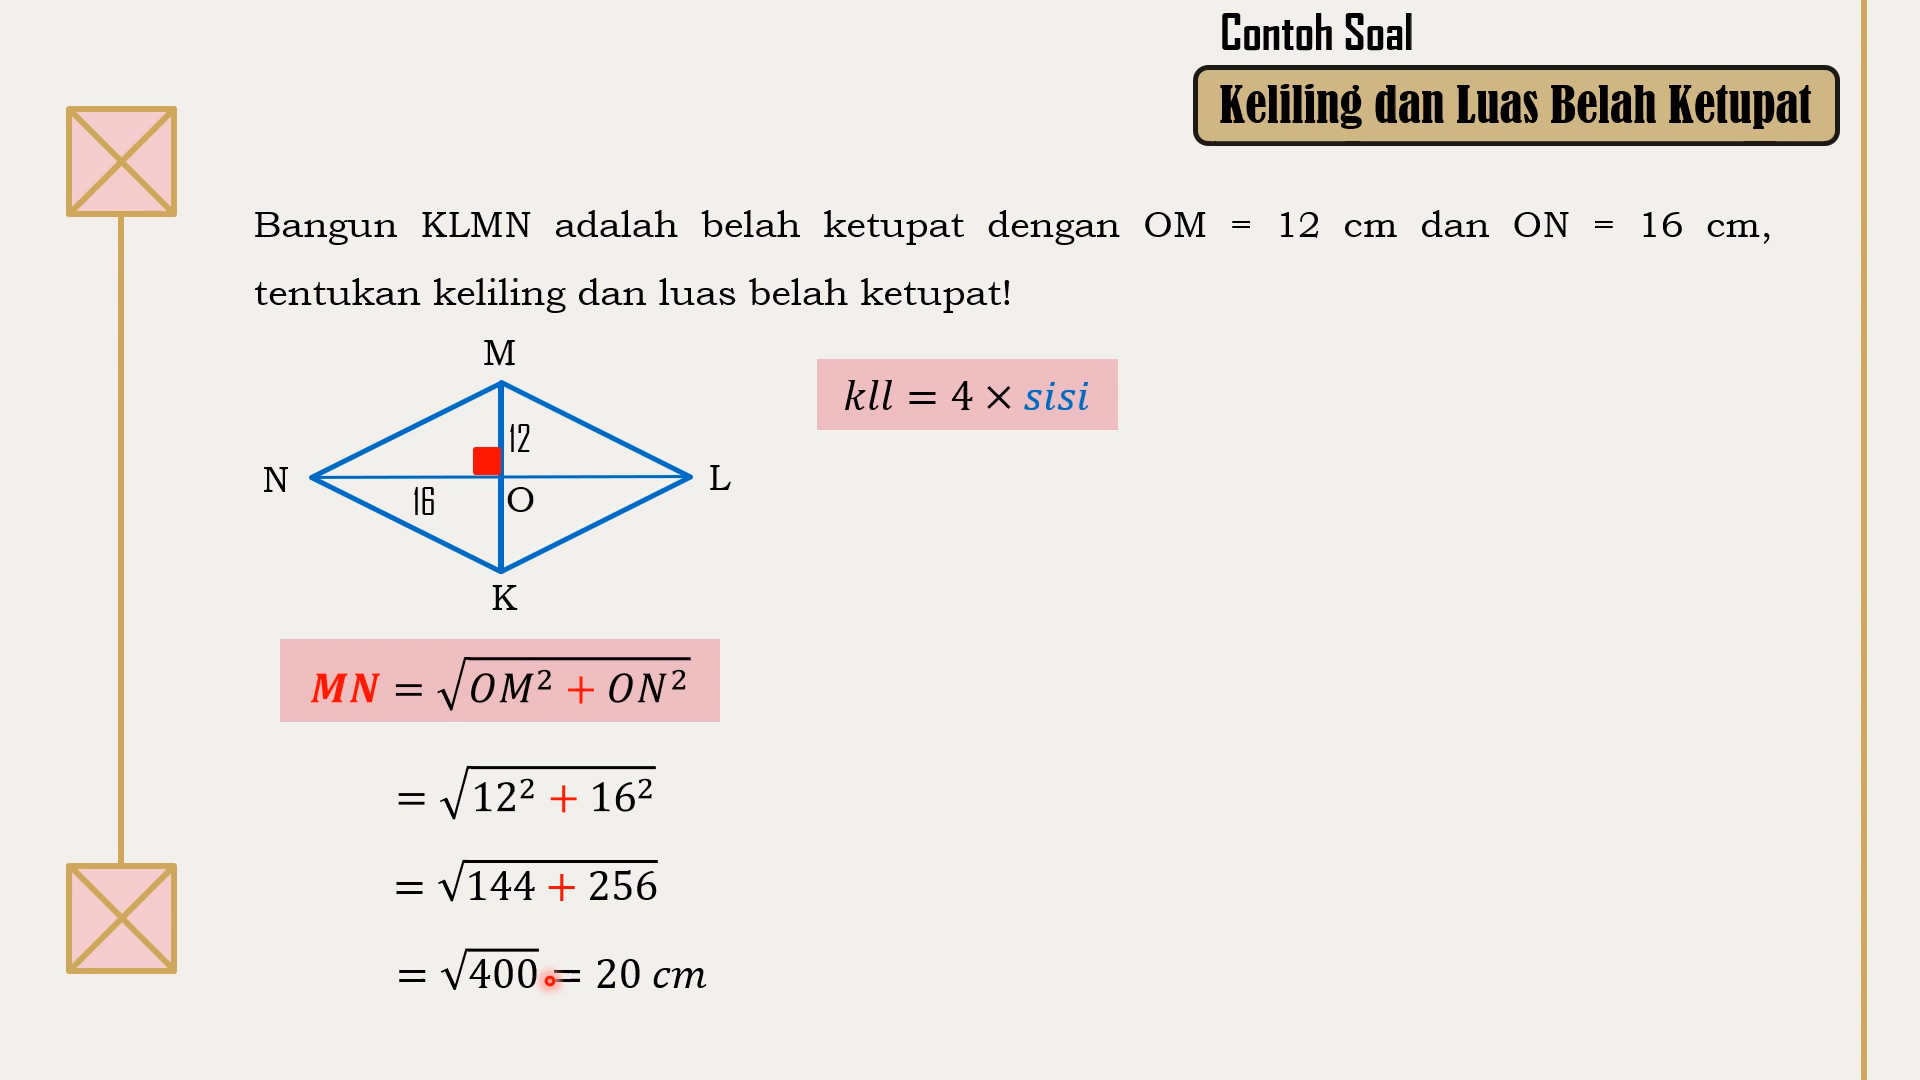 Contoh Soal
Keliling dan Luas Belah Ketupat
Bangun KLMN adalah belah ketupat dengan OM = 12 cm dan ON = 16 cm,
tentukan keliling dan luas belah ketupat!
M
12
N
L
16
O
K
kll = 4 × sisi
MN = √(OM² + ON²)
= √(12² + 16²)
= √(144 + 256)
= √400 = 20 cm